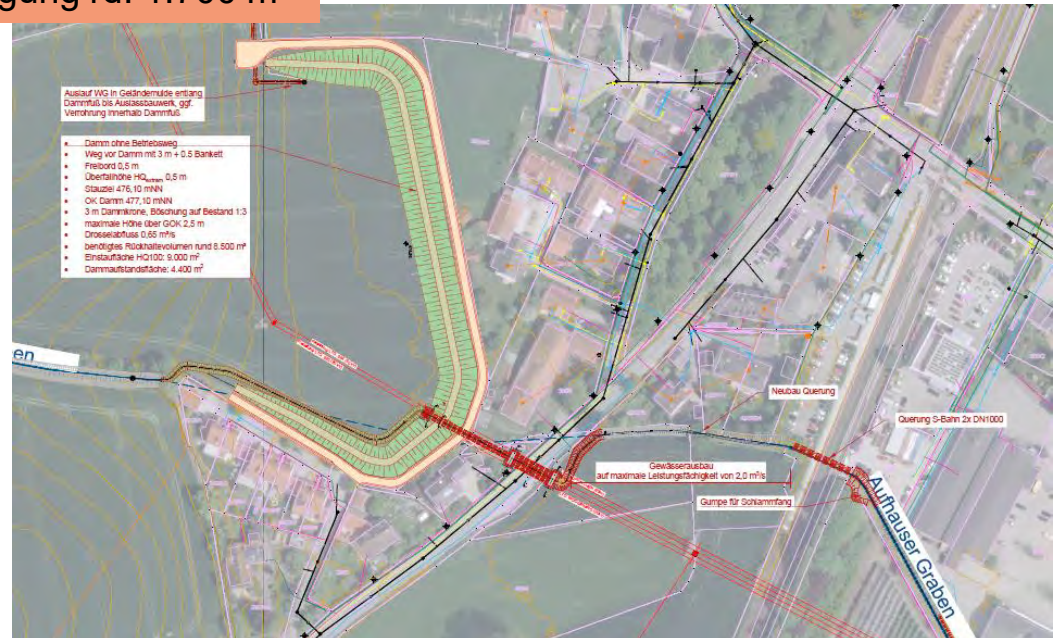 gang rd. 1.700 m
Auslauf WG in Geländemulde entlang
Dammfuß bis Auslassbauwerk, ggf.
Verrohrung innerhalb Dammfuß
Damm ohne Betriebsweg
Weg vor Damm mit 3 m + 0.5 Bankett
Freibord 0,5 m
Überfallhöhe HQextrem 0,5 m
Stauziel 476,10 mNN
OK Damm 477,10 mNN
3 m Dammkrone, Böschung auf Bestand 1:3
maximale Höhe über GOK 2,5 m
Drosselabfluss 0,65 m³/s
benötigtes Rückhaltevolumen rund 8.500 m³
Einstaufläche HQ100: 9.000 m²
Dammaufstandsfläche: 4.400 m²
en
Neubau Querung
Querung S-Bahn 2x DN1000
Gewässerausbau
auf maximale Leistungsfähigkeit von 2,0 m³/s
Gumpe für Schlammfang
Aufhauser Graben